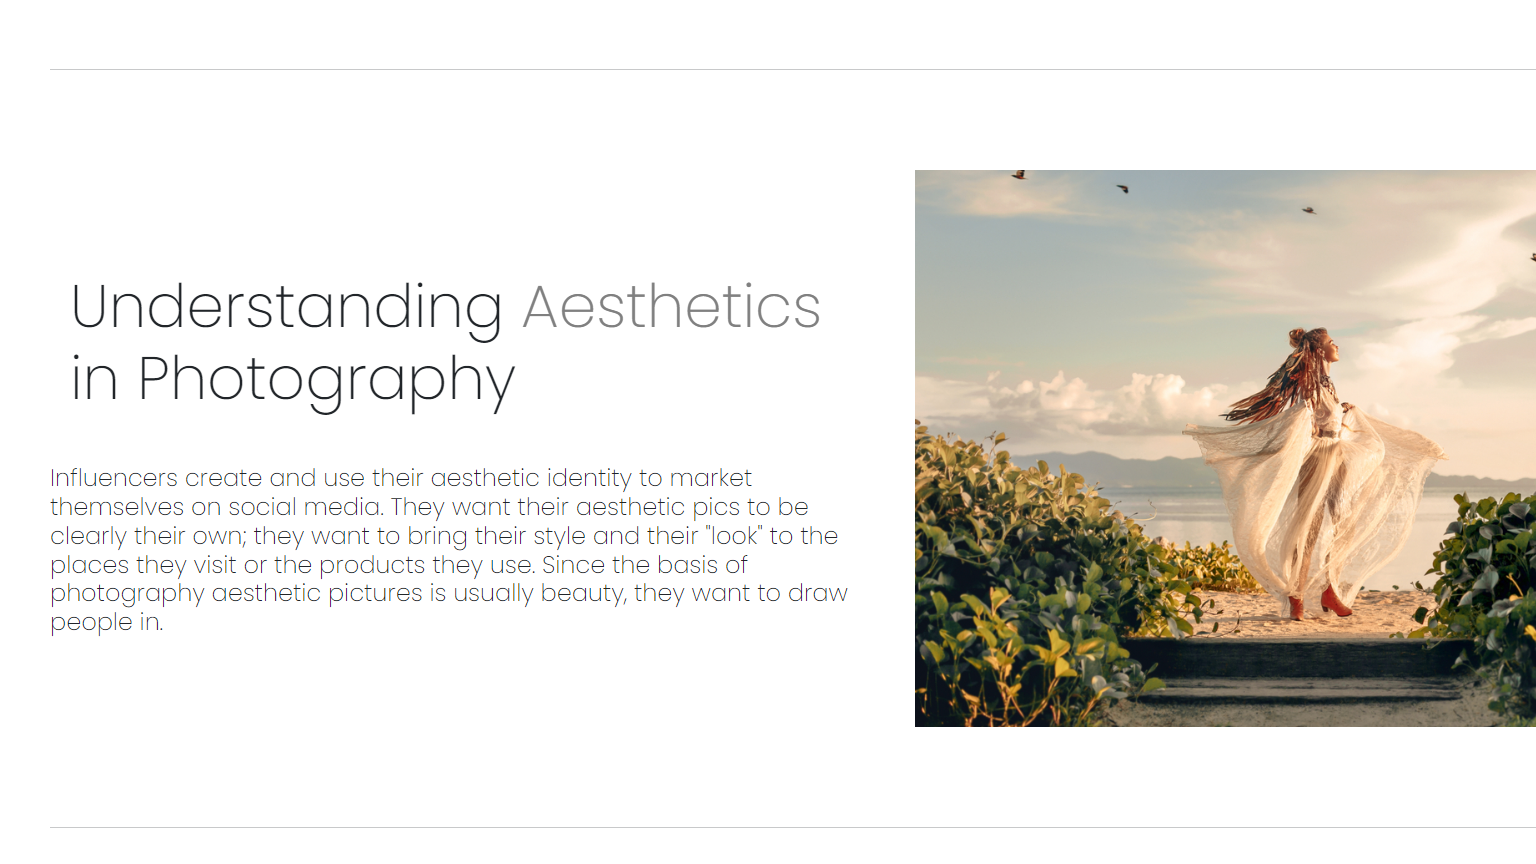 Understanding Aesthetics
in Photography
Influencers create and use their aesthetic identity to market
themselves on social media. They want their aesthetic pics to be
clearly their own; they want to bring their style and their "look" to the
places they visit or the products they use. Since the basis of
photography aesthetic pictures is usually beauty, they want to draw
people in.